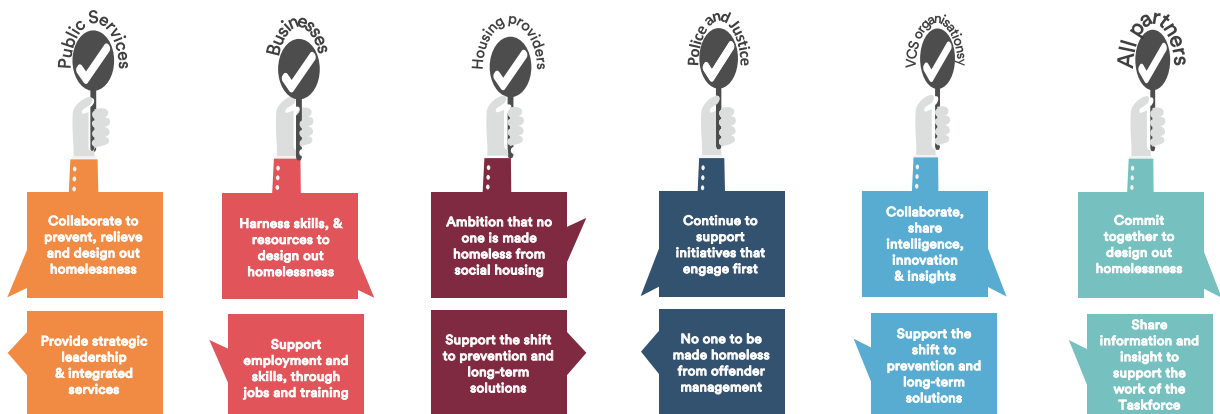 Public Services
Collaborate to
prevent, relieve
and design out
homelessness
Provide strategic
leadership
& integrated
services
Businesses
Harness skills, &
resources to
design out
homelessness
Support
employment and
skills, through
jobs and training
Housing providers
Ambition that no
one is made
homeless from
social housing
Support the shift
to prevention and
long-term
solutions
Police and Justice
Continue to
support
initiatives that
engage first
No one to be
made homeless
from offender
management
VCS organisationsy
Collaborate,
share
intelligence,
innovation
& insights
Support the
shift to
prevention and
long-term
solutions
All partners
Commit
together to
design out
homelessness
Share
information and
insight to
support the
work of the
Taskforce